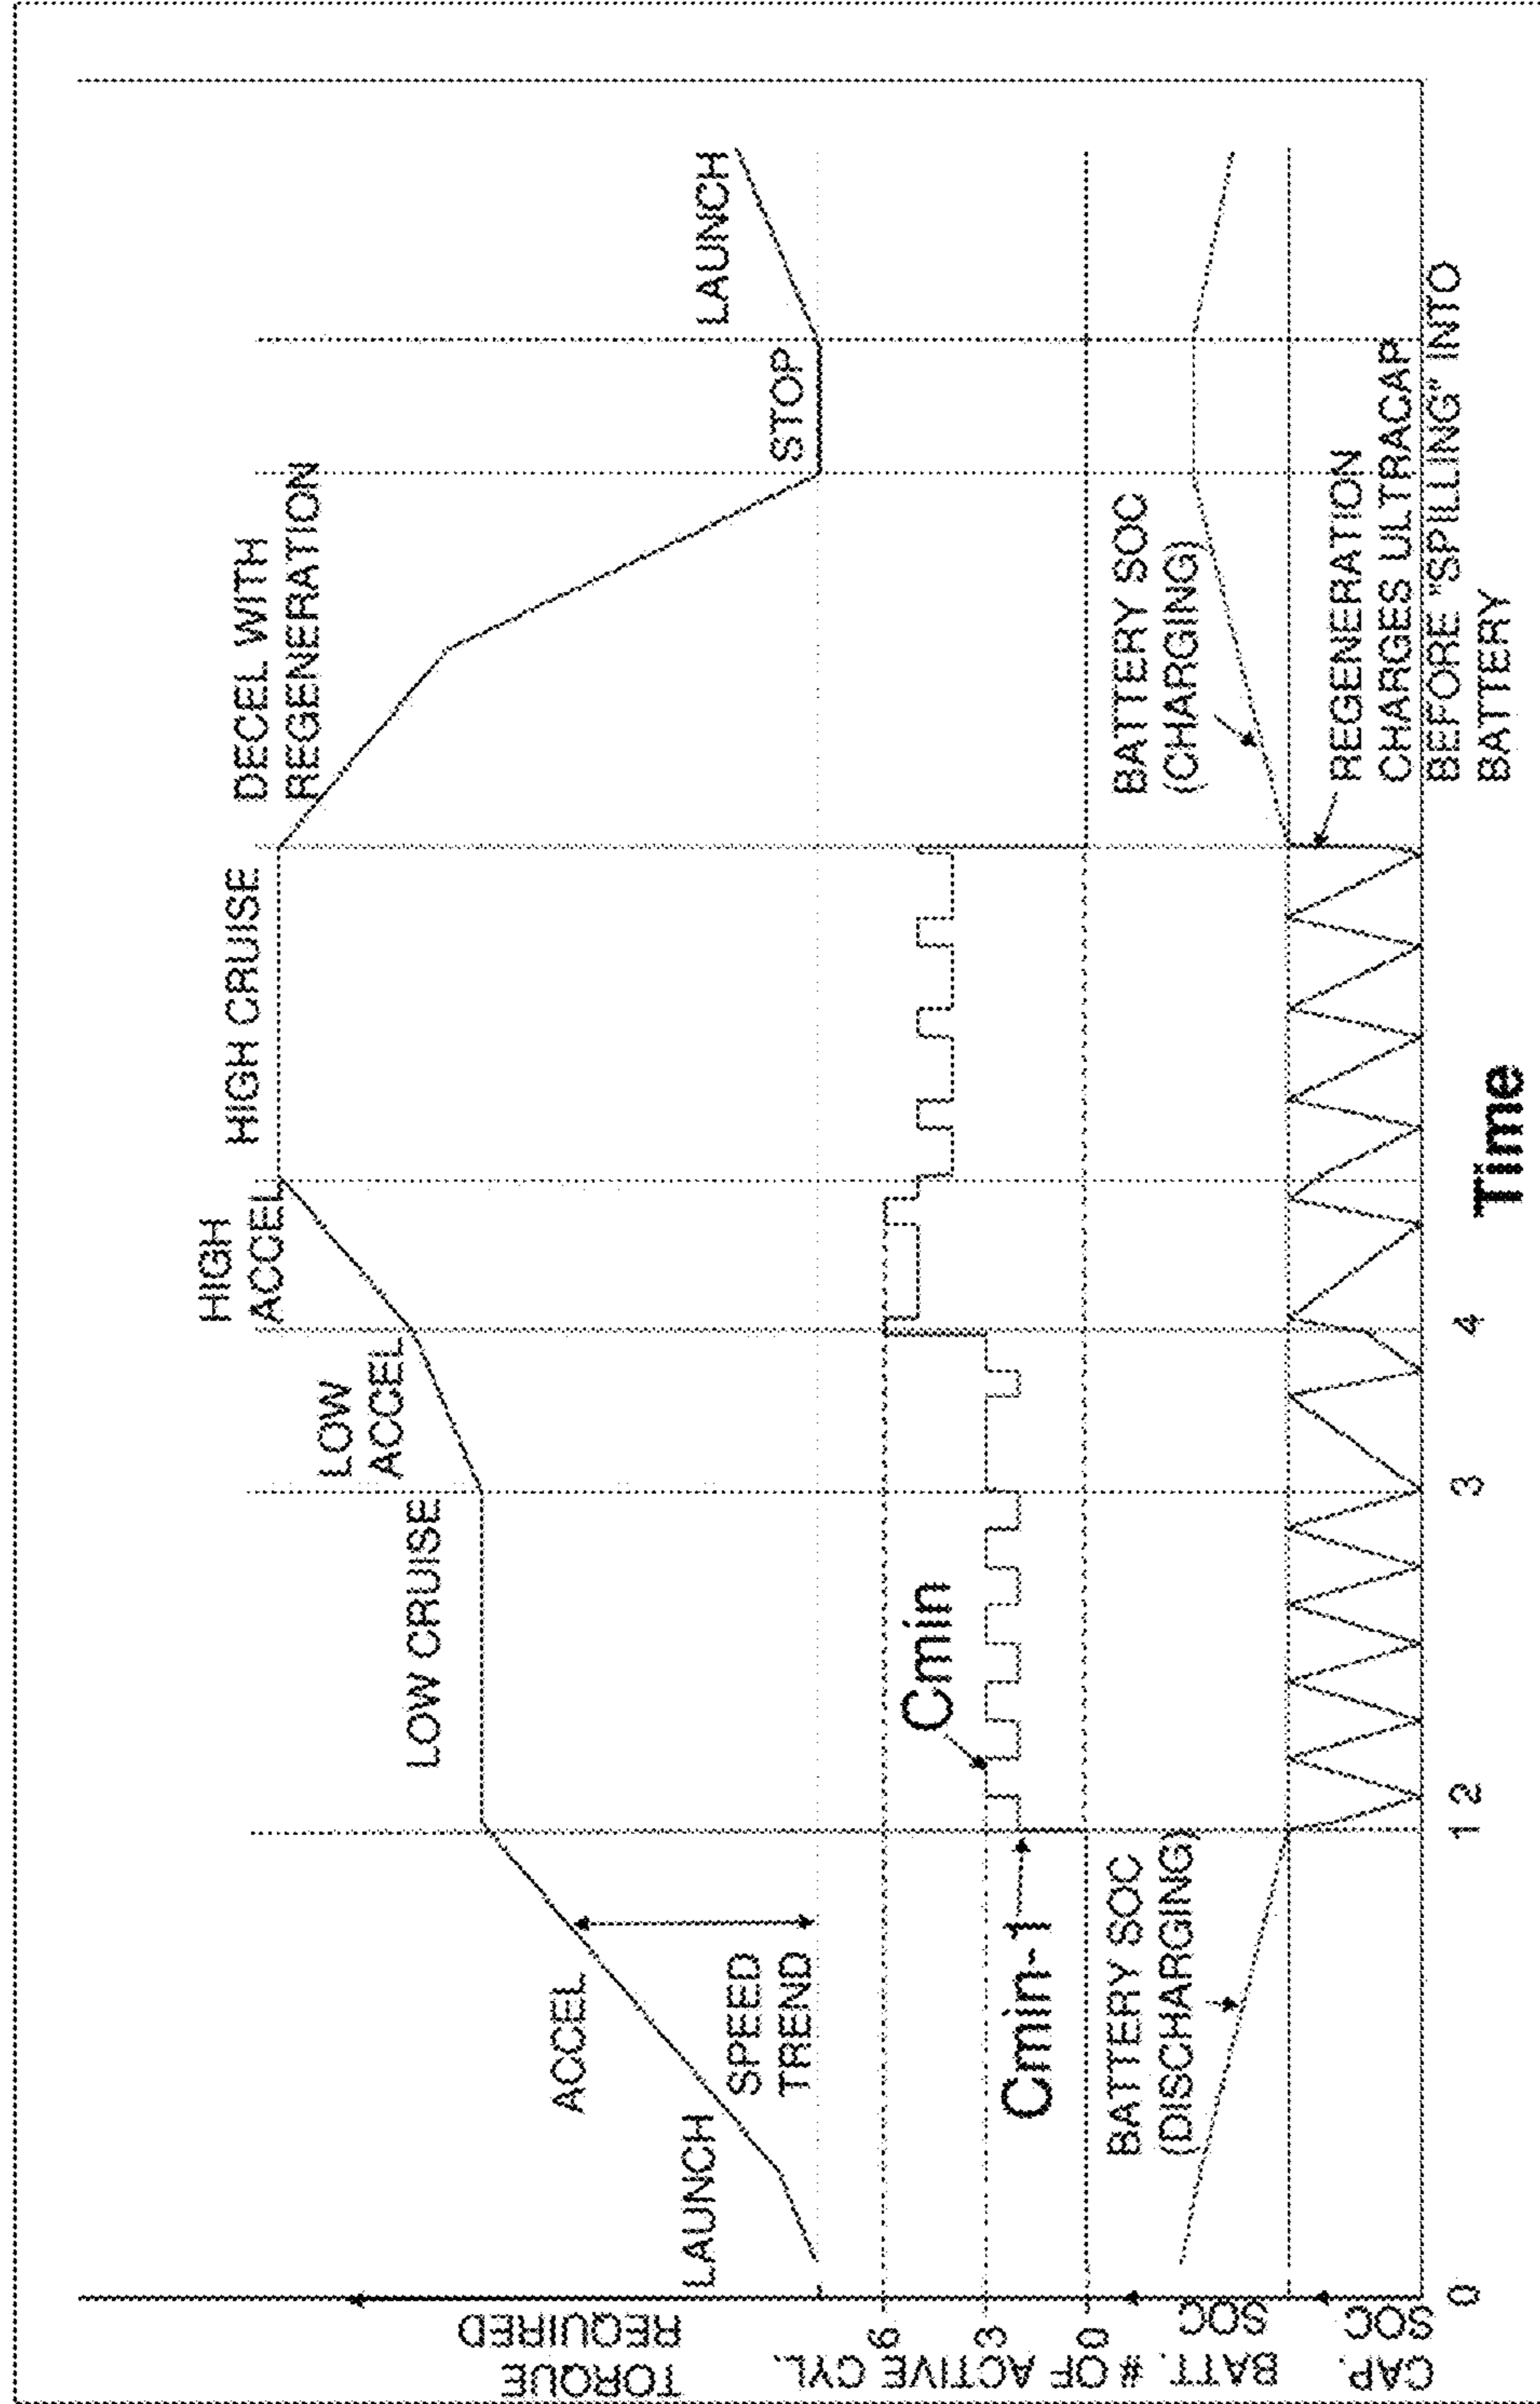 TORQUE
REQUIRED
# OF ACTIVE CYL.
6
3
0
BATT.
SOC
CAP.
SOC
LAUNCH
ACCEL
SPEED
TREND
LOW CRUISE
LOW
ACCEL
HIGH
ACCEL
HIGH CRUISE
DECEL WITH
REGENERATION
STOP
LAUNCH
Cmin-1
Cmin
BATTERY SOC
(DISCHARGING)
BATTERY SOC
(CHARGING)
REGENERATION
CHARGES ULTRACAP
BEFORE "SPILLING" INTO
BATTERY
0
1 2
3
4
Time